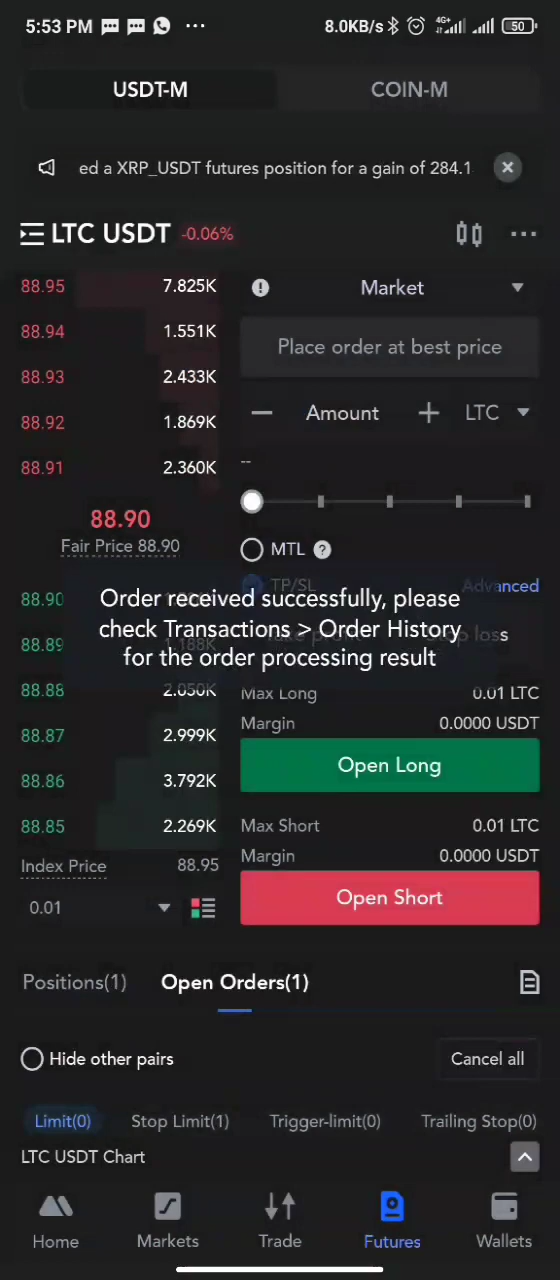 5:53 PM
8.0KB/s 4G+ 50
USDT-M
COIN-M
ed a XRP_USDT futures position for a gain of 284.1
LTC USDT -0.06%
88.95 7.825K
88.94 1.551K
88.93 2.433K
88.92 1.869K
88.91 2.360K
88.90
Fair Price 88.90
88.90
88.89 1.188K
88.88 2.050K
88.87 2.999K
88.86 3.792K
88.85 2.269K
Index Price 88.95
0.01
Market
Place order at best price
Amount
LTC
--
MTL
TP/SL
Advanced
Order received successfully, please
check Transactions > Order History
for the order processing result
Max Long 0.01 LTC
Margin 0.0000 USDT
Open Long
Max Short 0.01 LTC
Margin 0.0000 USDT
Open Short
Positions(1)
Open Orders(1)
Hide other pairs
Cancel all
Limit(0)
Stop Limit(1)
Trigger-limit(0)
Trailing Stop(0)
LTC USDT Chart
Home
Markets
Trade
Futures
Wallets